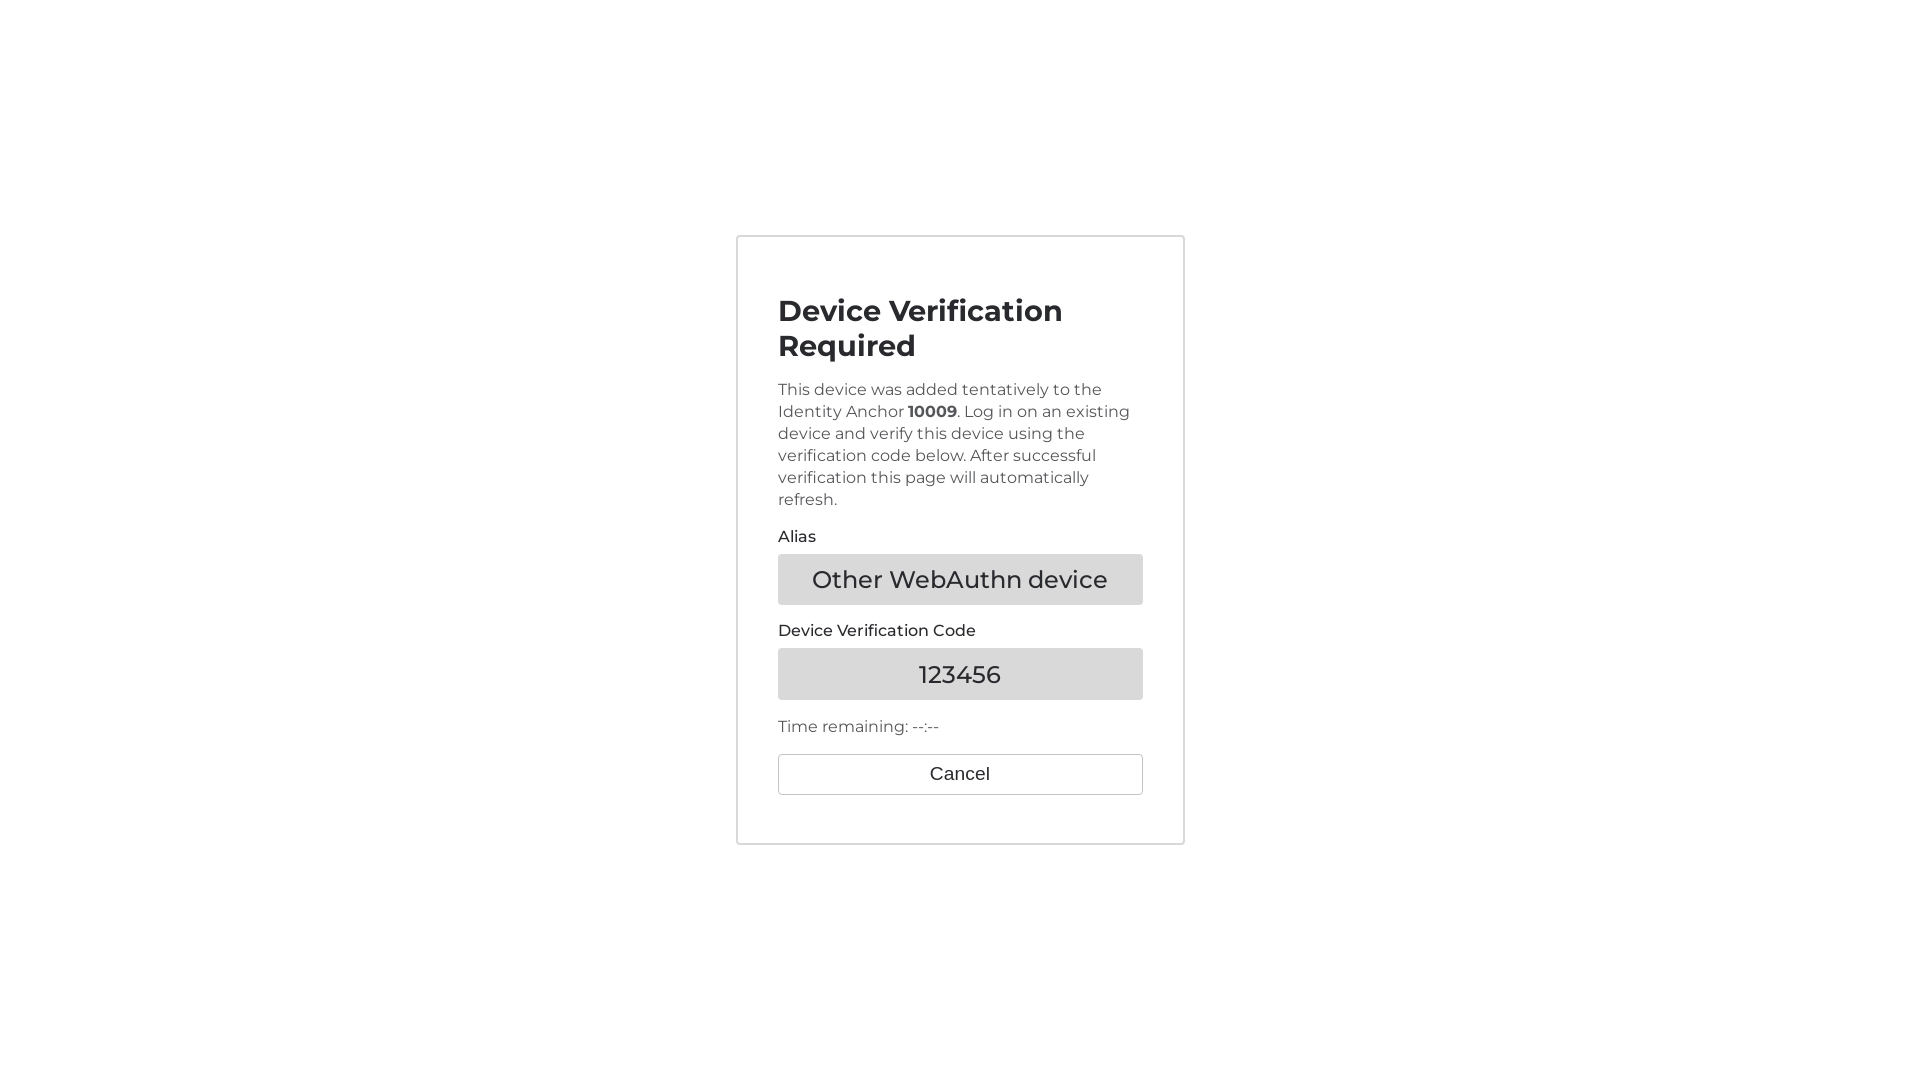 Device Verification
Required
This device was added tentatively to the
Identity Anchor 10009. Log in on an existing
device and verify this device using the
verification code below. After successful
verification this page will automatically
refresh.
Alias
Other WebAuthn device
Device Verification Code
123456
Time remaining: --:--
Cancel